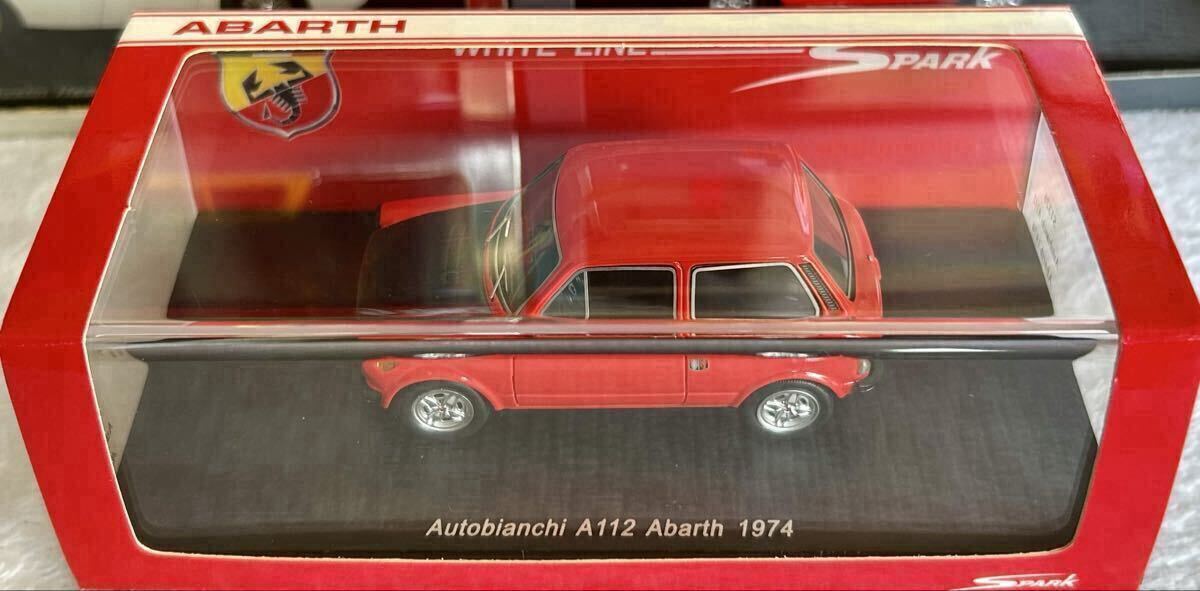 ABARTH
WHITE LINE
SPARK
Autobianchi A112 Abarth 1974
SPARK